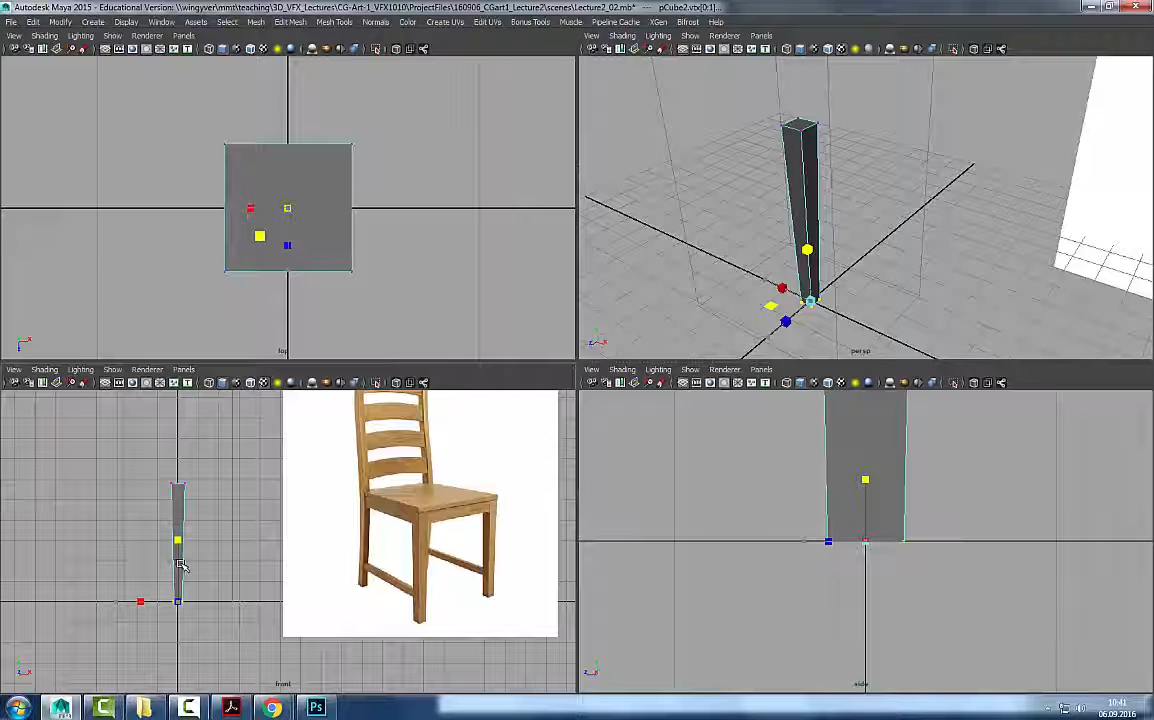 Autodesk Maya 2015 - Educational Version: \\wingyver\mmt\teaching\3D_VFX_Lectures\CG-Art-1_VFX1010\ProjectFiles\160906_CGart1_Lecture2\scenes\Lecture2_02.mb* --- pCube2.vtx[0:1]...
File Edit Modify Create Display Window Assets Select Mesh Edit Mesh Mesh Tools Normals Color Create UVs Edit UVs Bonus Tools Muscle Pipeline Cache XGen Bifrost Help
View Shading Lighting Show Renderer Panels
View Shading Lighting Show Renderer Panels
top
persp
View Shading Lighting Show Renderer Panels
View Shading Lighting Show Renderer Panels
front
side
Ps
10:41
06.09.2016